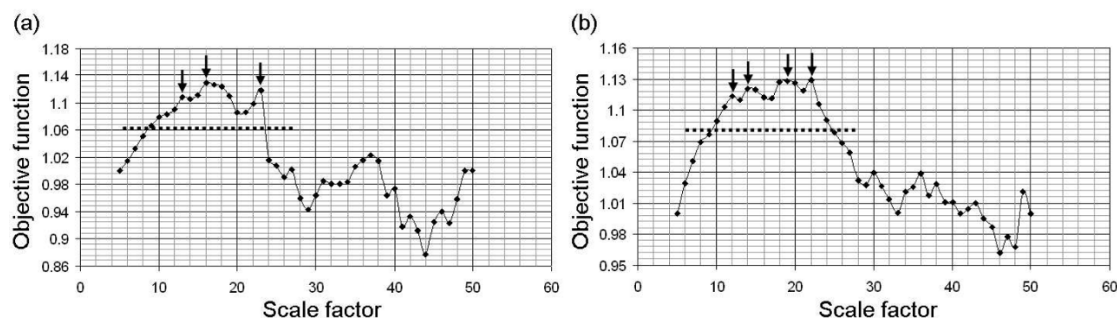 (a)
Objective function
1.18
1.14
1.1
1.06
1.02
0.98
0.94
0.9
0.86
0 10 20 30 40 50 60
Scale factor
(b)
Objective function
1.16
1.13
1.10
1.07
1.04
1.01
0.98
0.95
0 10 20 30 40 50 60
Scale factor